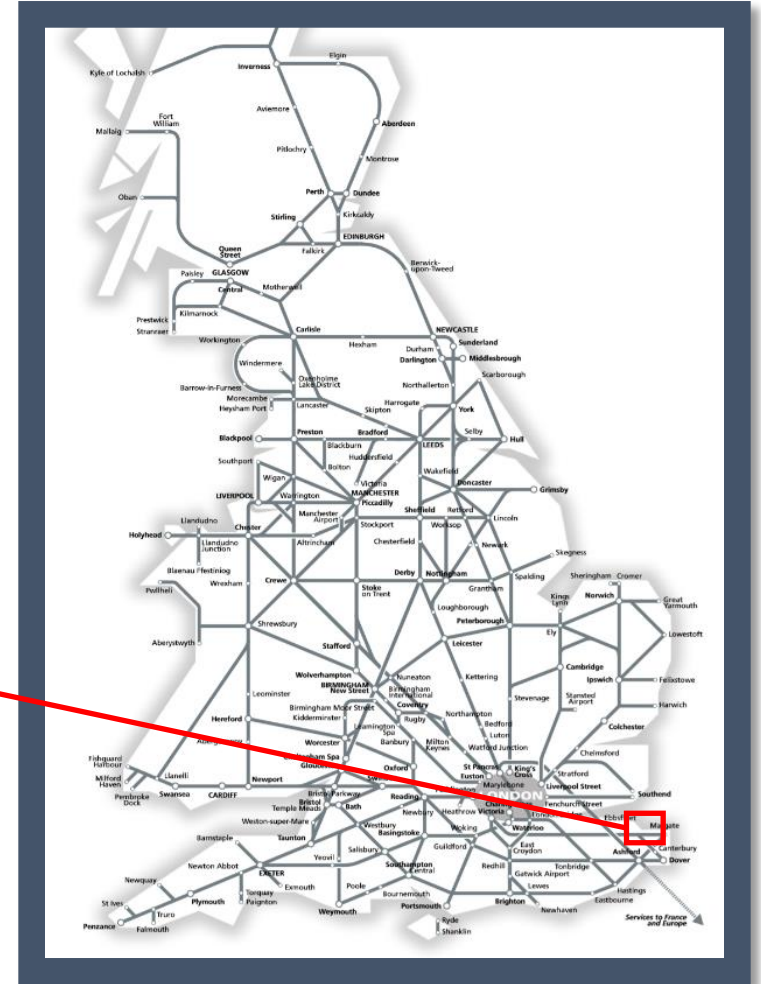 Elgin
Inverness
Kyle of Lochalsh
Aviemore
Fort
William
Mallaig
Aberdeen
Pitlochry
Montrose
Perth
Dundee
Oban
Stirling
Kirkcaldy
EDINBURGH
Queen
Street
Falkirk
Berwick-
upon-Tweed
Paisley
GLASGOW
Central
Motherwell
Prestwick
Stranraer
Kilmarnock
Carlisle
NEWCASTLE
Workington
Hexham
Durham
Sunderland
Darlington
Middlesbrough
Windermere
Scarborough
Oxenholme
Lake District
Barrow-in-Furness
Northallerton
Morecambe
Heysham Port
Lancaster
Harrogate
York
Skipton
Blackpool
Preston
Bradford
LEEDS
Selby
Hull
Blackburn
Huddersfield
Southport
Bolton
Wakefield
Wigan
Victoria
MANCHESTER
Piccadilly
Doncaster
Grimsby
LIVERPOOL
Warrington
Manchester
Airport
Sheffield
Retford
Llandudno
Stockport
Worksop
Lincoln
Holyhead
Chester
Llandudno
Junction
Altrincham
Chesterfield
Newark
Skegness
Blaenau Ffestiniog
Derby
Nottingham
Spalding
Sheringham
Cromer
Pwllheli
Wrexham
Crewe
Stoke
on Trent
Grantham
Kings
Lynn
Norwich
Great
Yarmouth
Loughborough
Peterborough
Shrewsbury
Ely
Lowestoft
Aberystwyth
Stafford
Leicester
Cambridge
Wolverhampton
Nuneaton
Kettering
Ipswich
Felixstowe
BIRMINGHAM
New Street
Birmingham
International
Leominster
Coventry
Stevenage
Stansted
Airport
Harwich
Birmingham Moor Street
Rugby
Northampton
Kidderminster
Hereford
Leamington
Spa
Bedford
Colchester
Worcester
Banbury
Milton
Keynes
Luton
Watford Junction
Chelmsford
Fishguard
Harbour
Oxford
St Pancras
King's
Cross
Euston
Stratford
Milford
Haven
Llanelli
Newport
Marylebone
Liverpool Street
Pembroke
Dock
Swansea
CARDIFF
Bristol Parkway
Reading
LONDON
Southend
Bristol
Temple Meads
Bath
Newbury
Heathrow
Victoria
Fenchurch Street
Weston-super-Mare
Westbury
Basingstoke
Woking
Waterloo
Margate
Barnstaple
Taunton
Salisbury
Guildford
East
Croydon
Canterbury
Newton Abbot
Yeovil
Southampton
Central
Redhill
Tonbridge
Ashford
Dover
EXETER
Gatwick Airport
Newquay
Exmouth
Poole
Lewes
Hastings
Torquay
Paignton
Bournemouth
Eastbourne
St Ives
Plymouth
Weymouth
Portsmouth
Brighton
Newhaven
Truro
Ryde
Services to France
and Europe
Penzance
Falmouth
Shanklin